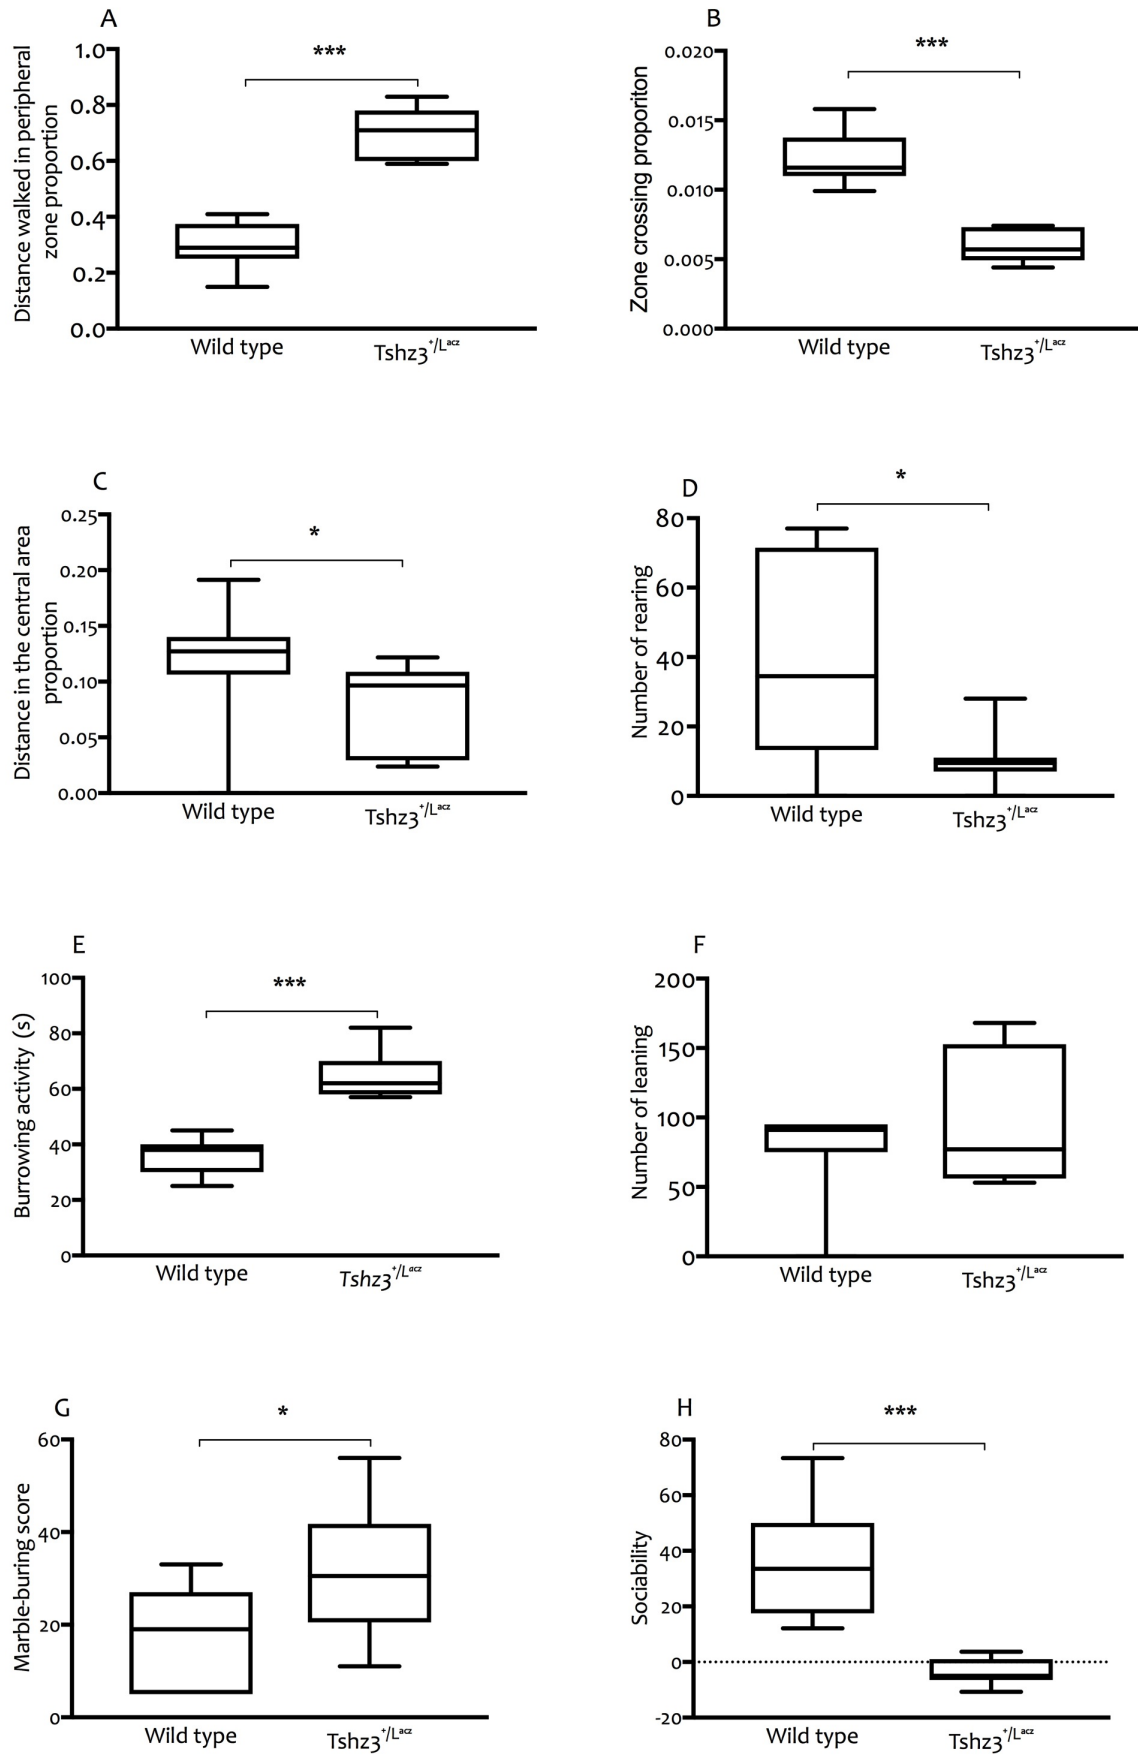 A
Distance walked in peripheral
zone proportion
1.0
0.8
0.6
0.4
0.2
0.0
***
Wild type
Tshz3+/Lacz
B
Zone crossing proporiton
0.020
0.015
0.010
0.005
0.000
***
Wild type
Tshz3+/Lacz
C
Distance in the central area
proportion
0.25
0.20
0.15
0.10
0.05
0.00
*
Wild type
Tshz3+/Lacz
D
Number of rearing
80
60
40
20
0
*
Wild type
Tshz3+/Lacz
E
Burrowing activity (s)
100
80
60
40
20
0
***
Wild type
Tshz3+/Lacz
F
Number of leaning
200
150
100
50
0
Wild type
Tshz3+/Lacz
G
Marble-buring score
60
40
20
0
*
Wild type
Tshz3+/Lacz
H
Sociability
80
60
40
20
0
-20
***
Wild type
Tshz3+/Lacz